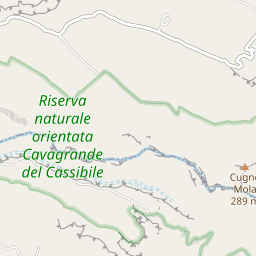 Riserva
naturale
orientata
Cavagrande
del Cassibile
Cugno
Mola
289 m